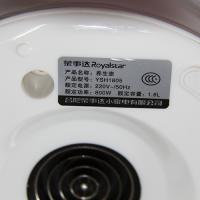 荣事达 Royalstar
产品名称：养生壶
产品型号：YSH1805
额定电源：220V~/50Hz
额定功率：800W 额定容量：1.8L
合肥荣事达小家电有限公司